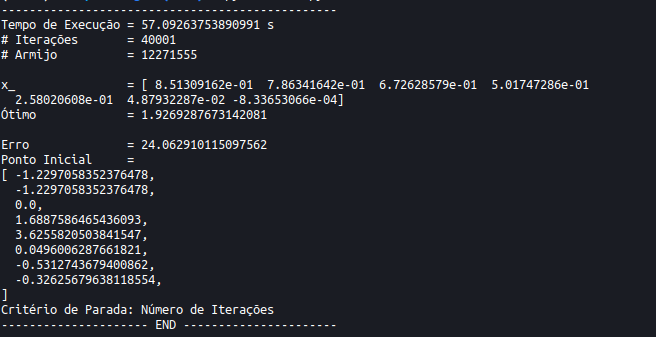 ----------------------------------------------
Tempo de Execução = 57.09263753890991 s
# Iterações = 40001
# Armijo = 12271555
x_ = [ 8.51309162e-01 7.86341642e-01 6.72628579e-01 5.01747286e-01
2.58020608e-01 4.87932287e-02 -8.33653066e-04]
Ótimo = 1.9269287673142081
Erro = 24.062910115097562
Ponto Inicial =
[ -1.2297058352376478,
-1.2297058352376478,
0.0,
1.6887586465436093,
3.6255820503841547,
0.0496006287661821,
-0.5312743679400862,
-0.32625679638118554,
]
Critério de Parada: Número de Iterações
-------------------- END ---------------------